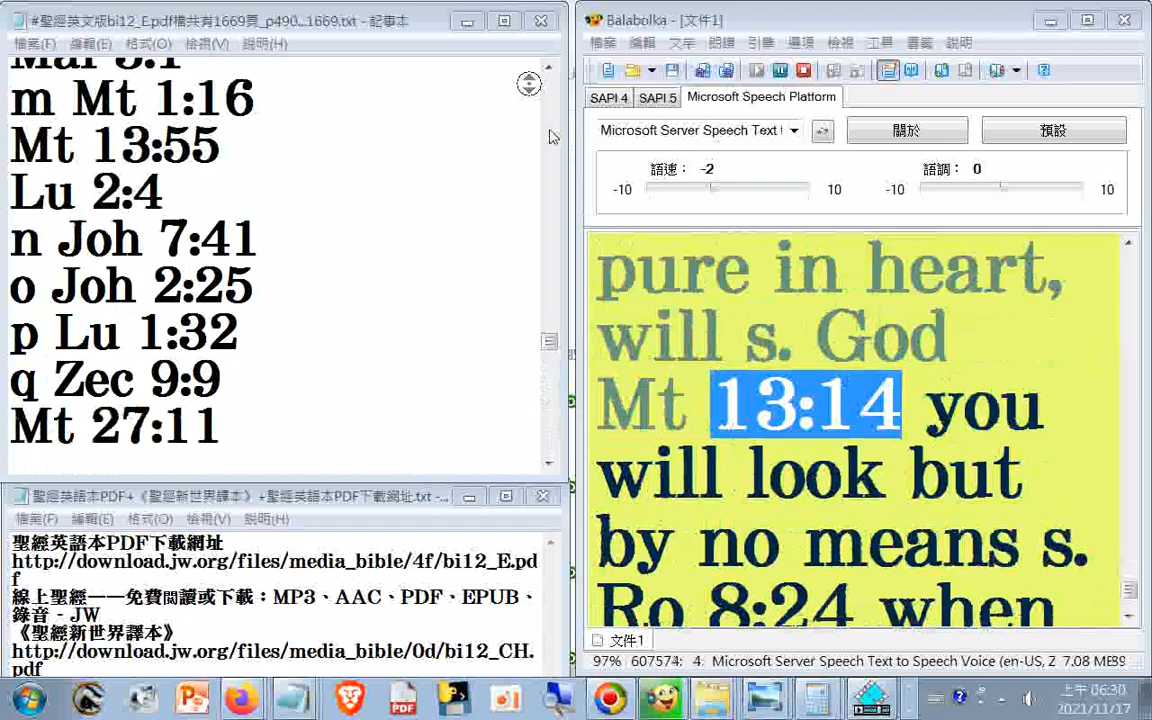 #聖經英文版bi12_E.pdf檔共有1669頁_p490...1669.txt - 記事本
檔案(F) 編輯(E) 格式(O) 檢視(V) 說明(H)
Mal 3:1
m Mt 1:16
Mt 13:55
Lu 2:4
n Joh 7:41
o Joh 2:25
p Lu 1:32
q Zec 9:9
Mt 27:11
聖經英語本PDF+《聖經新世界譯本》+聖經英語本PDF下載網址.txt - ...
檔案(F) 編輯(E) 格式(O) 檢視(V) 說明(H)
聖經英語本PDF下載網址
http://download.jw.org/files/media_bible/4f/bi12_E.pd
f
線上聖經——免費閱讀或下載：MP3、AAC、PDF、EPUB、
錄音 - JW
《聖經新世界譯本》
http://download.jw.org/files/media_bible/0d/bi12_CH.
pdf
Balabolka - [文件1]
檔案 編輯 文字 朗讀 引擎 選項 檢視 工具 書籤 說明
SAPI 4 SAPI 5 Microsoft Speech Platform
Microsoft Server Speech Text 關於 預設
語速： -2 語調： 0
-10 10 -10 10
pure in heart,
will s. God
Mt 13:14 you
will look but
by no means s.
Ro 8:24 when
文件1
97% 607574: 4: Microsoft Server Speech Text to Speech Voice (en-US, Z 7.08 MB
上午 06:30
2021/11/17